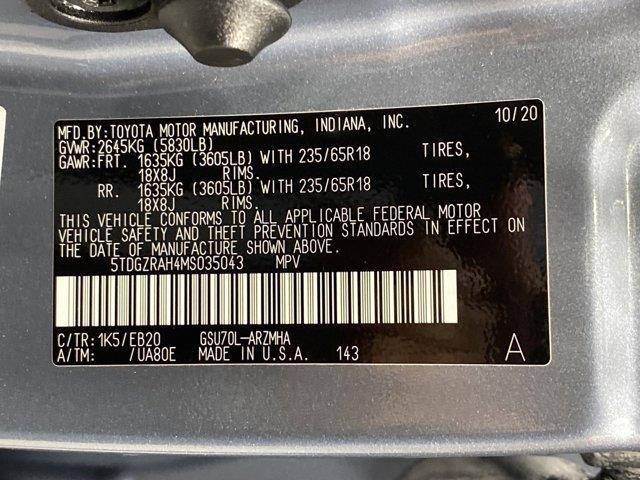 MFD.BY:TOYOTA MOTOR MANUFACTURING, INDIANA, INC. 10/20
GVWR:2645KG (5830LB)
GAWR:FRT. 1635KG (3605LB) WITH 235/65R18 TIRES,
18X8J RIMS.
RR. 1635KG (3605LB) WITH 235/65R18 TIRES,
18X8J RIMS.
THIS VEHICLE CONFORMS TO ALL APPLICABLE FEDERAL MOTOR
VEHICLE SAFETY AND THEFT PREVENTION STANDARDS IN EFFECT ON
THE DATE OF MANUFACTURE SHOWN ABOVE.
5TDGZRAH4MS035043 MPV
C/TR:1K5/EB20 GSU70L-ARZMHA
A/TM: /UA80E MADE IN U.S.A. 143 A